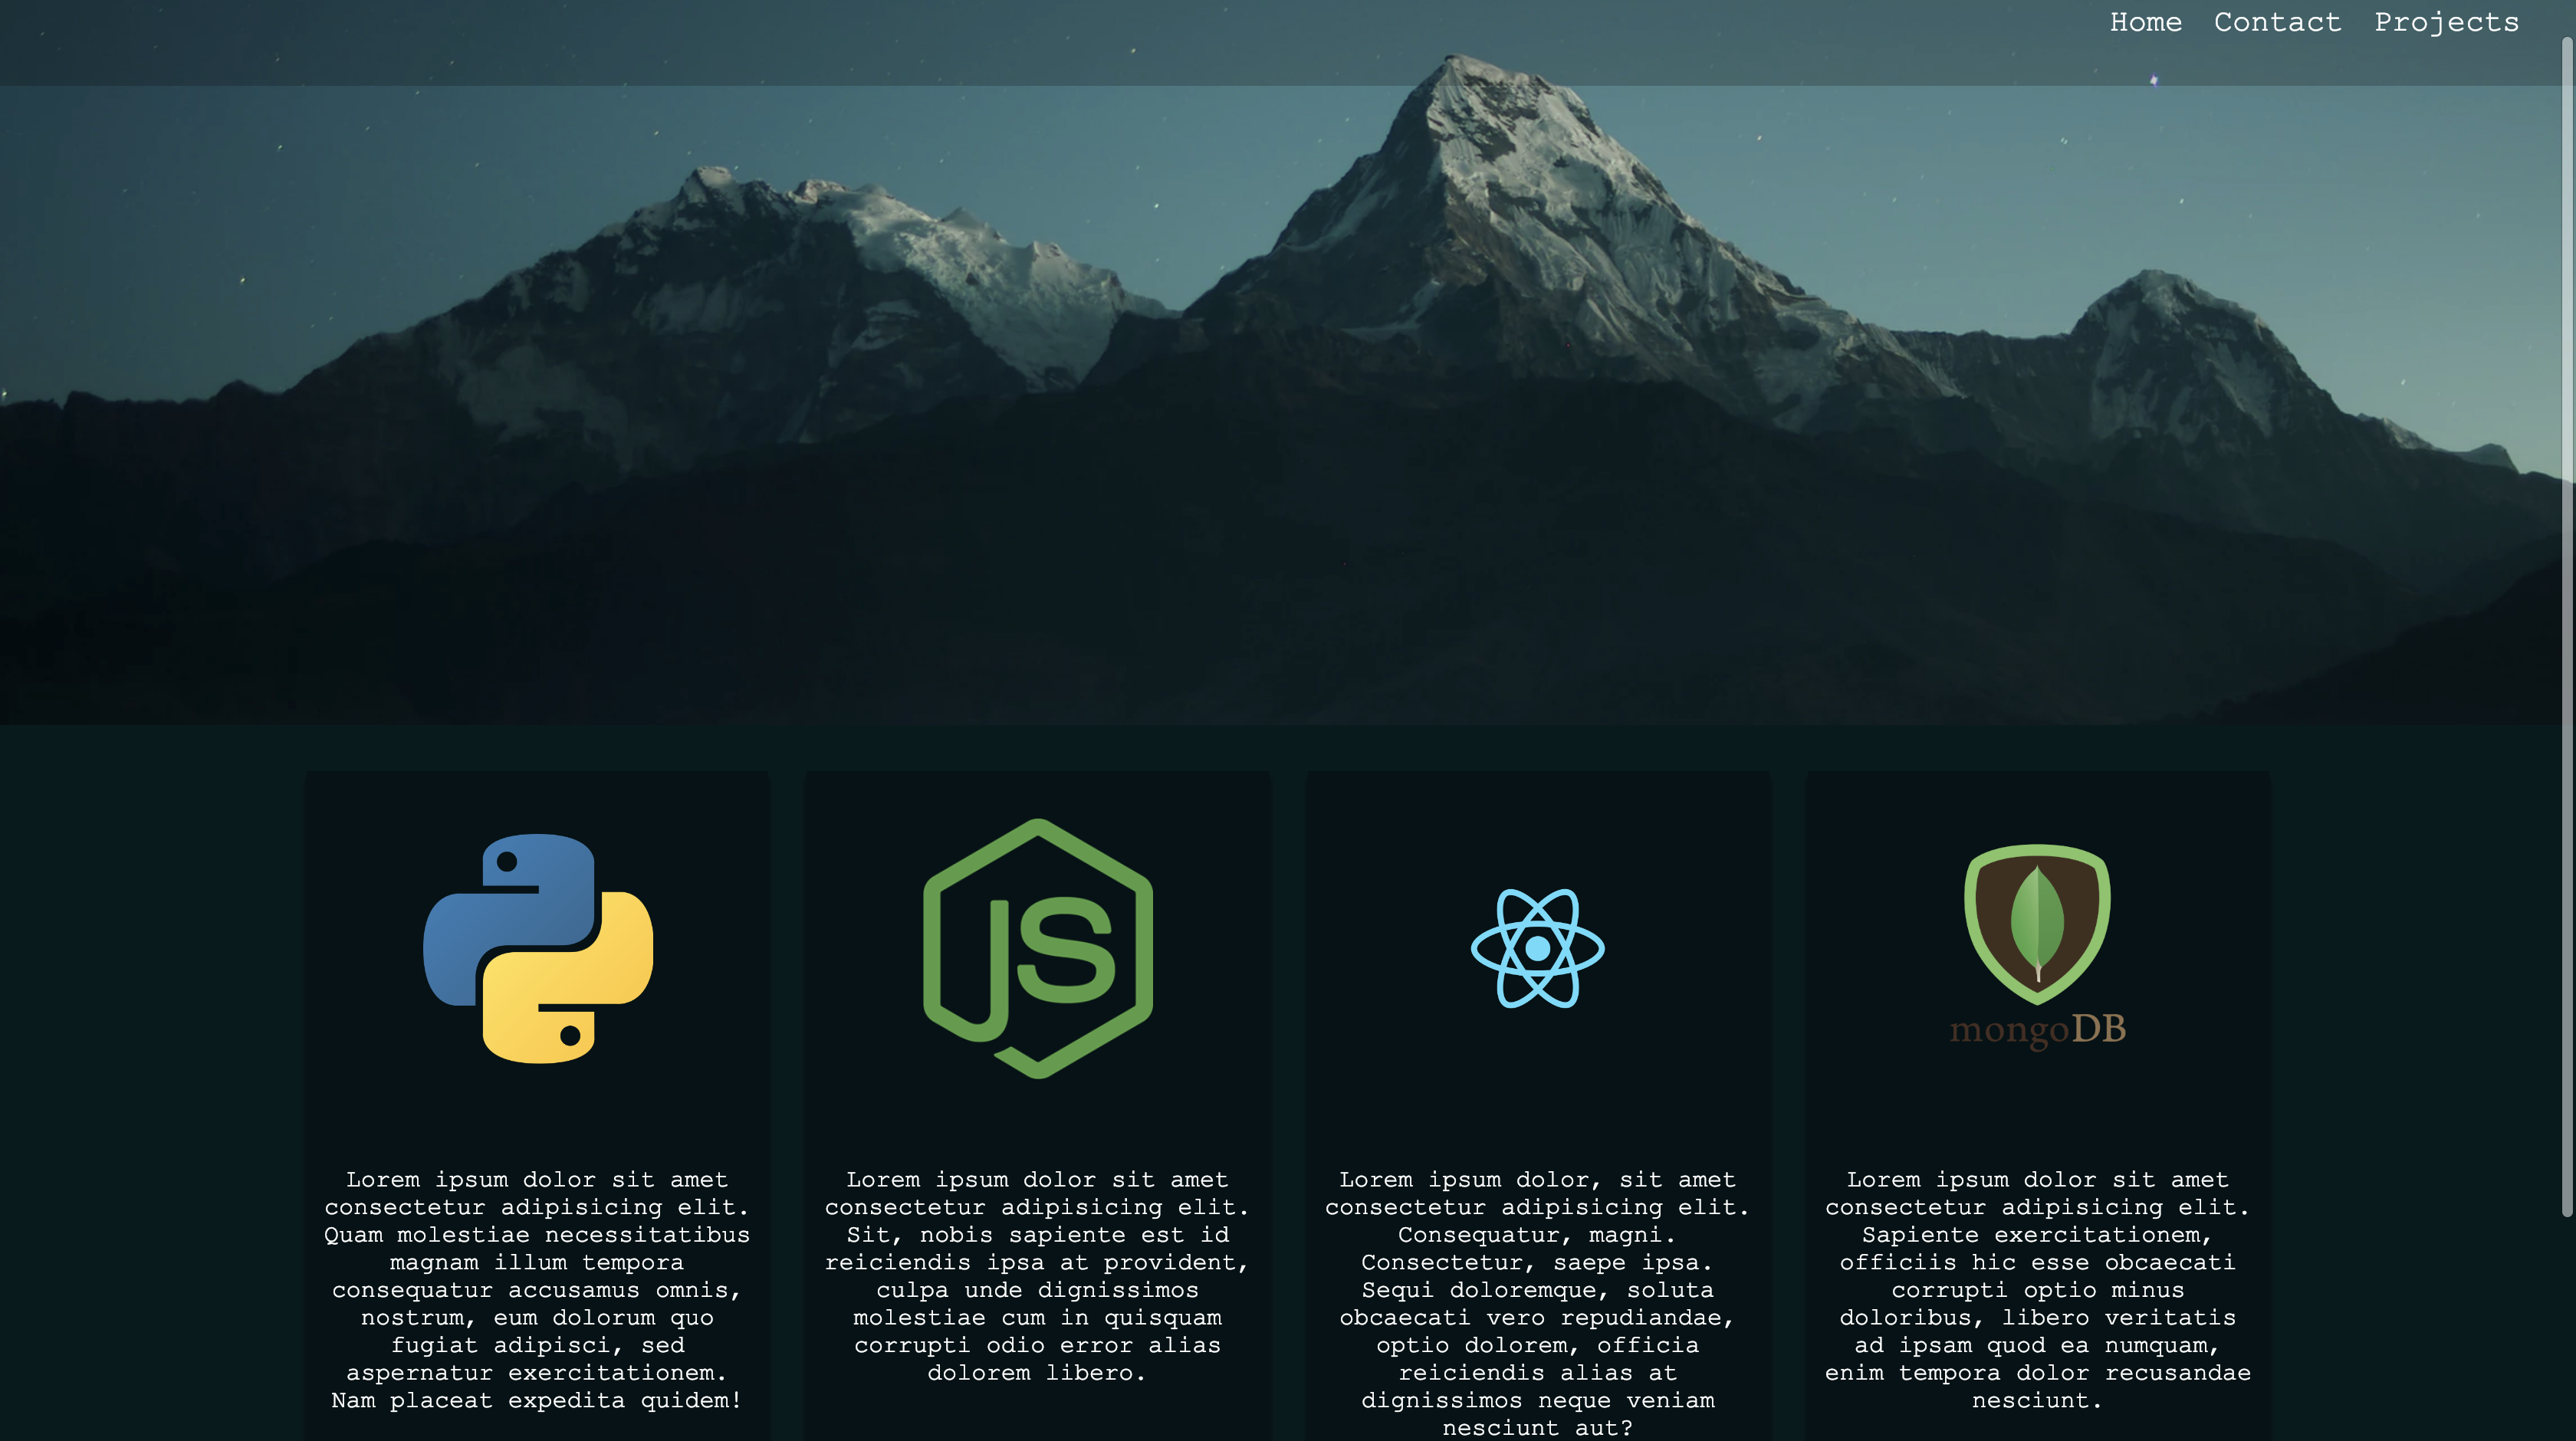 Home Contact Projects
JS
mongoDB
Lorem ipsum dolor sit amet
consectetur adipisicing elit.
Quam molestiae necessitatibus
magnam illum tempora
consequatur accusamus omnis,
nostrum, eum dolorum quo
fugiat adipisci, sed
aspernatur exercitationem.
Nam placeat expedita quidem!
Lorem ipsum dolor sit amet
consectetur adipisicing elit.
Sit, nobis sapiente est id
reiciendis ipsa at provident,
culpa unde dignissimos
molestiae cum in quisquam
corrupti odio error alias
dolorem libero.
Lorem ipsum dolor, sit amet
consectetur adipisicing elit.
Consequatur, magni.
Consectetur, saepe ipsa.
Sequi doloremque, soluta
obcaecati vero repudiandae,
optio dolorem, officia
reiciendis alias at
dignissimos neque veniam
nesciunt aut?
Lorem ipsum dolor sit amet
consectetur adipisicing elit.
Sapiente exercitationem,
officiis hic esse obcaecati
corrupti optio minus
doloribus, libero veritatis
ad ipsam quod ea numquam,
enim tempora dolor recusandae
nesciunt.